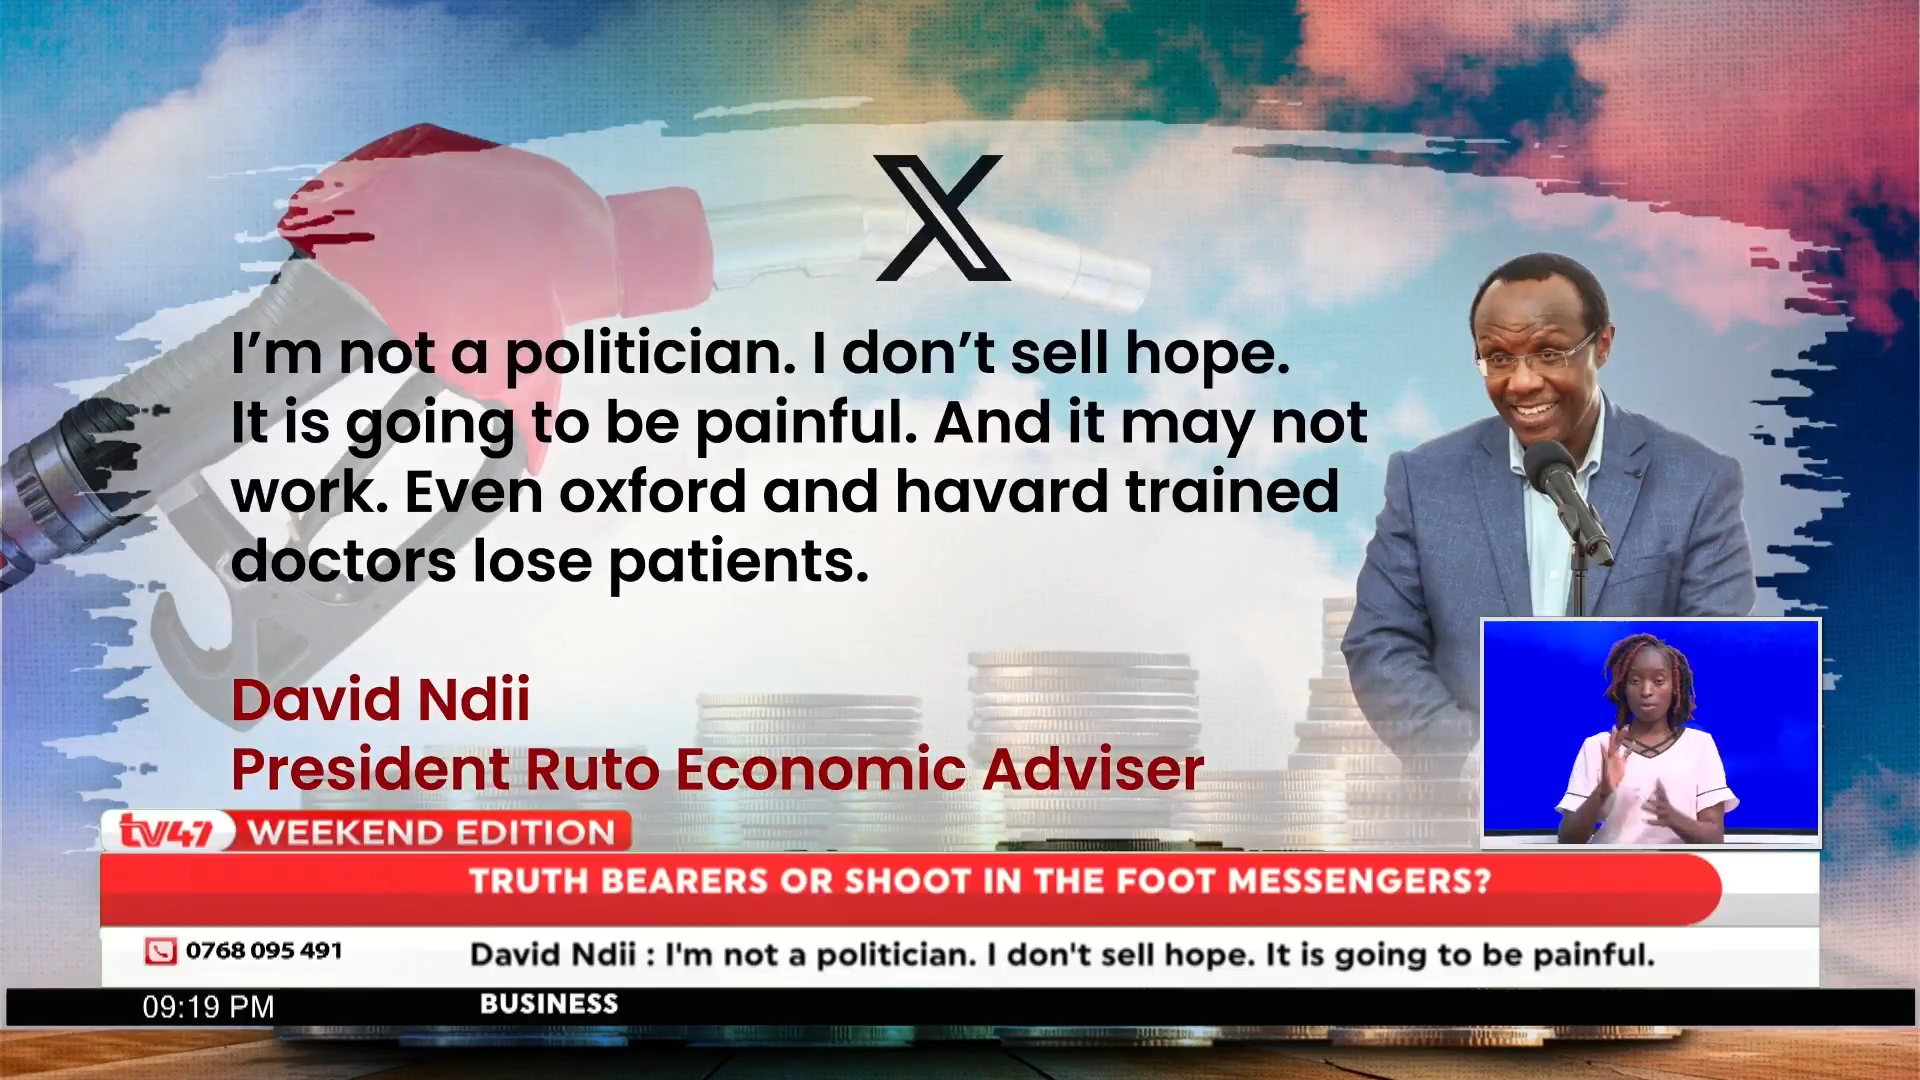 X
I’m not a politician. I don’t sell hope.
It is going to be painful. And it may not
work. Even oxford and havard trained
doctors lose patients.
David Ndii
President Ruto Economic Adviser
tv47 WEEKEND EDITION
TRUTH BEARERS OR SHOOT IN THE FOOT MESSENGERS?
0768 095 491
David Ndii : I'm not a politician. I don't sell hope. It is going to be painful.
09:19 PM
BUSINESS